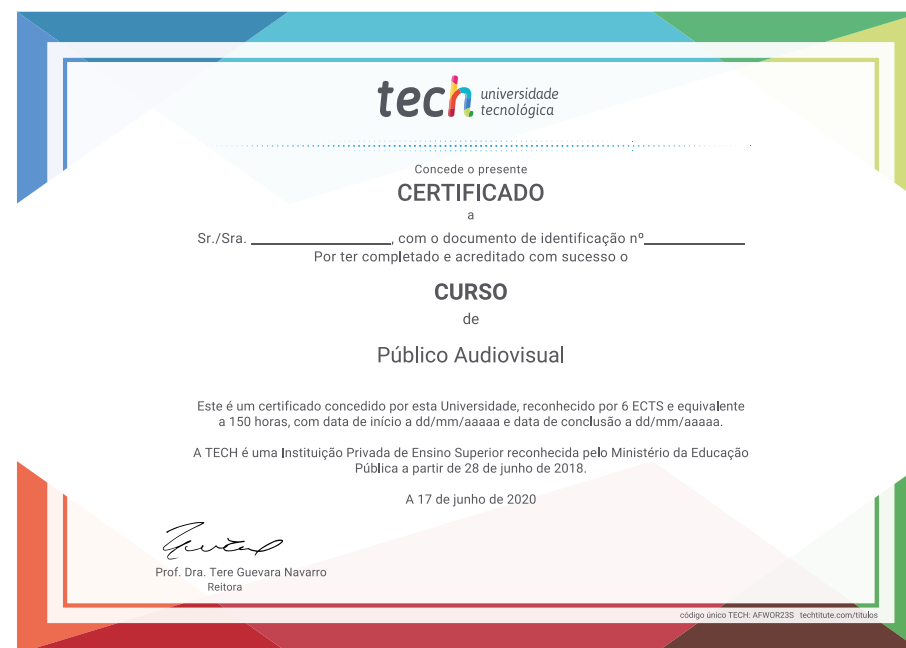 tech universidade
tecnológica
Concede o presente
CERTIFICADO
a
Sr./Sra. ____________________, com o documento de identificação nº______________
Por ter completado e acreditado com sucesso o
CURSO
de
Público Audiovisual
Este é um certificado concedido por esta Universidade, reconhecido por 6 ECTS e equivalente
a 150 horas, com data de início a dd/mm/aaaaa e data de conclusão a dd/mm/aaaaa.
A TECH é uma Instituição Privada de Ensino Superior reconhecida pelo Ministério da Educação
Pública a partir de 28 de junho de 2018.
A 17 de junho de 2020
Prof. Dra. Tere Guevara Navarro
Reitora
código único TECH: AFWOR23S techtitute.com/titulos